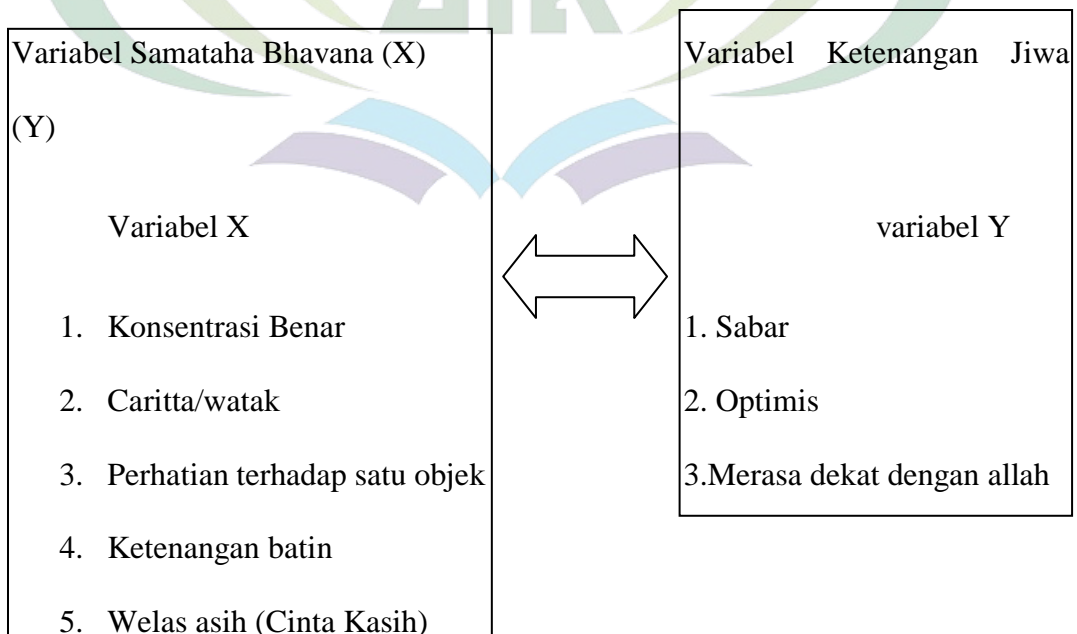 Variabel Samataha Bhavana (X)
(Y)
Variabel X
1. Konsentrasi Benar
2. Caritta/watak
3. Perhatian terhadap satu objek
4. Ketenangan batin
5. Welas asih (Cinta Kasih)
Variabel Ketenangan Jiwa
variabel Y
1. Sabar
2. Optimis
3.Merasa dekat dengan allah